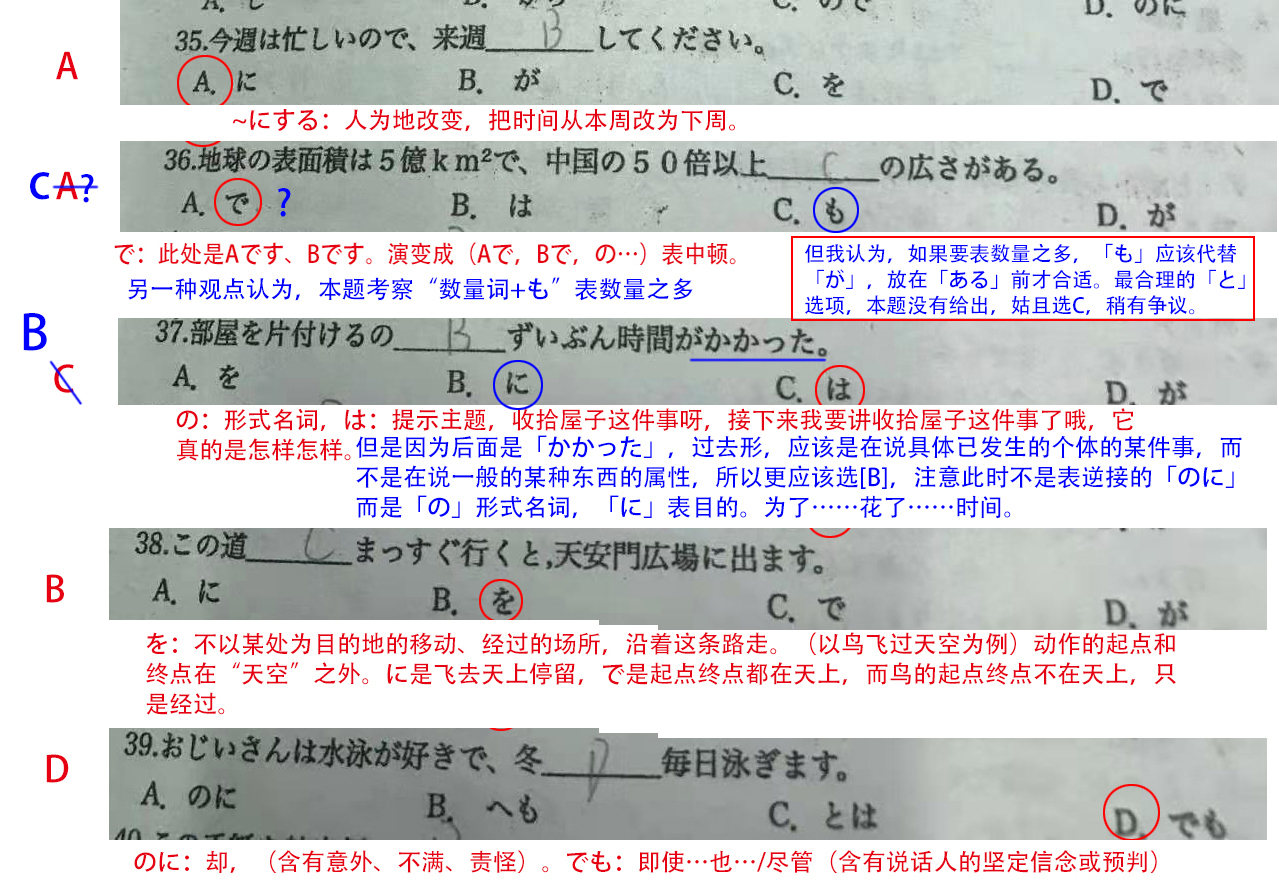 A. し B. から C. ので D. のに
35.今週は忙しいので、来週 B してください。
A
A. に B. が C. を D. で
~にする：人为地改变，把时间从本周改为下周。
36.地球の表面積は５億ｋｍ²で、中国の５０倍以上 C の広さがある。
C A?
A. で ? B. は C. も D. が
で：此处是Aです、Bです。演变成（Aで，Bで，の…）表中顿。
另一种观点认为，本题考察“数量词+も”表数量之多
但我认为，如果要表数量之多，「も」应该代替
「が」，放在「ある」前才合适。最合理的「と」
选项，本题没有给出，姑且选C，稍有争议。
37.部屋を片付けるの B ずいぶん時間がかかった。
B
C
A. を B. に C. は D. が
の：形式名词，は：提示主题，收拾屋子这件事呀，接下来我要讲收拾屋子这件事了哦，它
真的是怎样怎样。
但是因为后面是「かかった」，过去形，应该是在说具体已发生的个体的某件事，而
不是在说一般的某种东西的属性，所以更应该选[B]，注意此时不是表逆接的「のに」
而是「の」形式名词，「に」表目的。为了……花了……时间。
38.この道 C まっすぐ行くと,天安門広場に出ます。
B
A. に B. を C. で D. が
を：不以某处为目的地的移动、经过的场所，沿着这条路走。（以鸟飞过天空为例）动作的起点和
终点在“天空”之外。に是飞去天上停留，で是起点终点都在天上，而鸟的起点终点不在天上，只
是经过。
39.おじいさんは水泳が好きで、冬 D 毎日泳ぎます。
D
A. のに B. へも C. とは D. でも
のに：却，（含有意外、不满、责怪）。でも：即使…也…/尽管（含有说话人的坚定信念或预判）